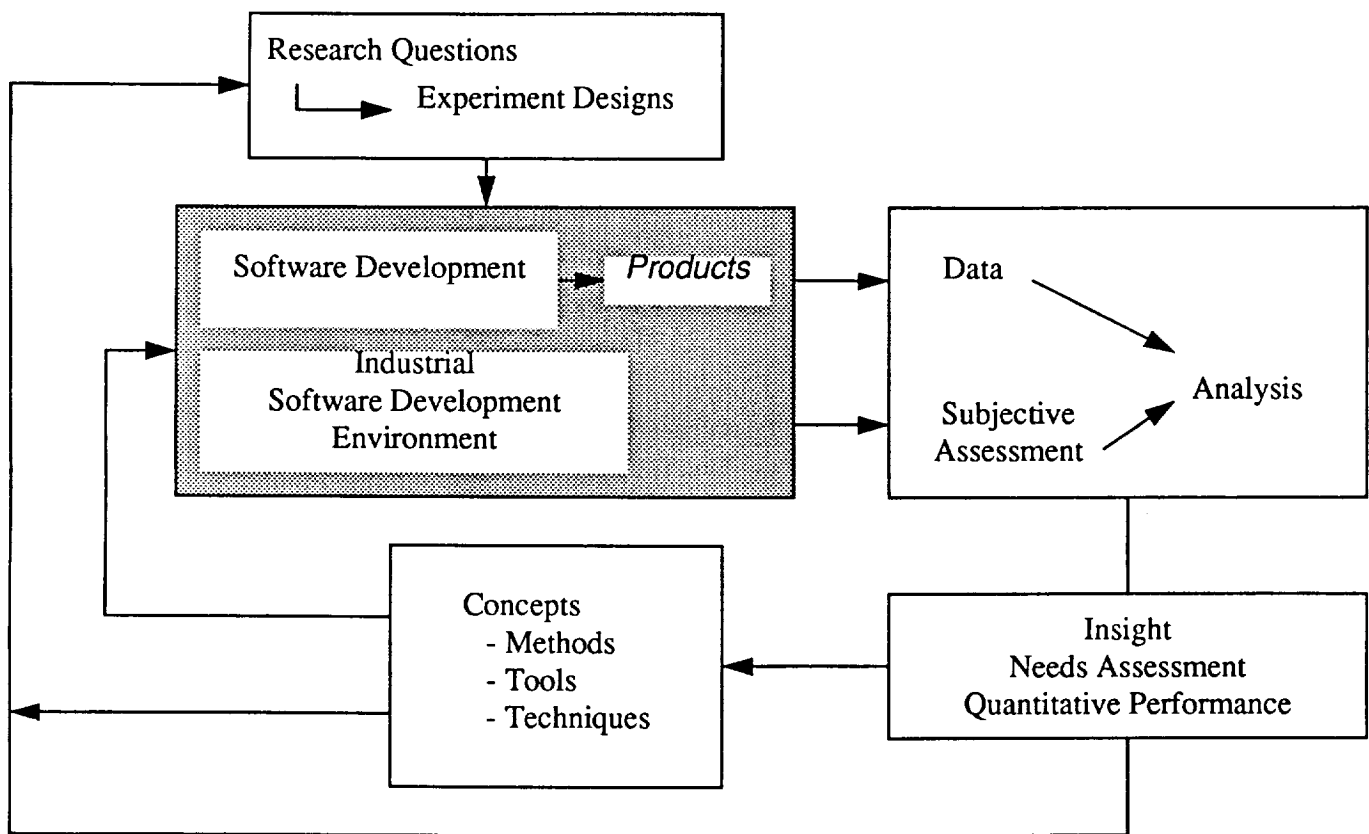 Research Questions
Experiment Designs
Software Development
Products
Industrial
Software Development
Environment
Data
Analysis
Subjective
Assessment
Concepts
- Methods
- Tools
- Techniques
Insight
Needs Assessment
Quantitative Performance